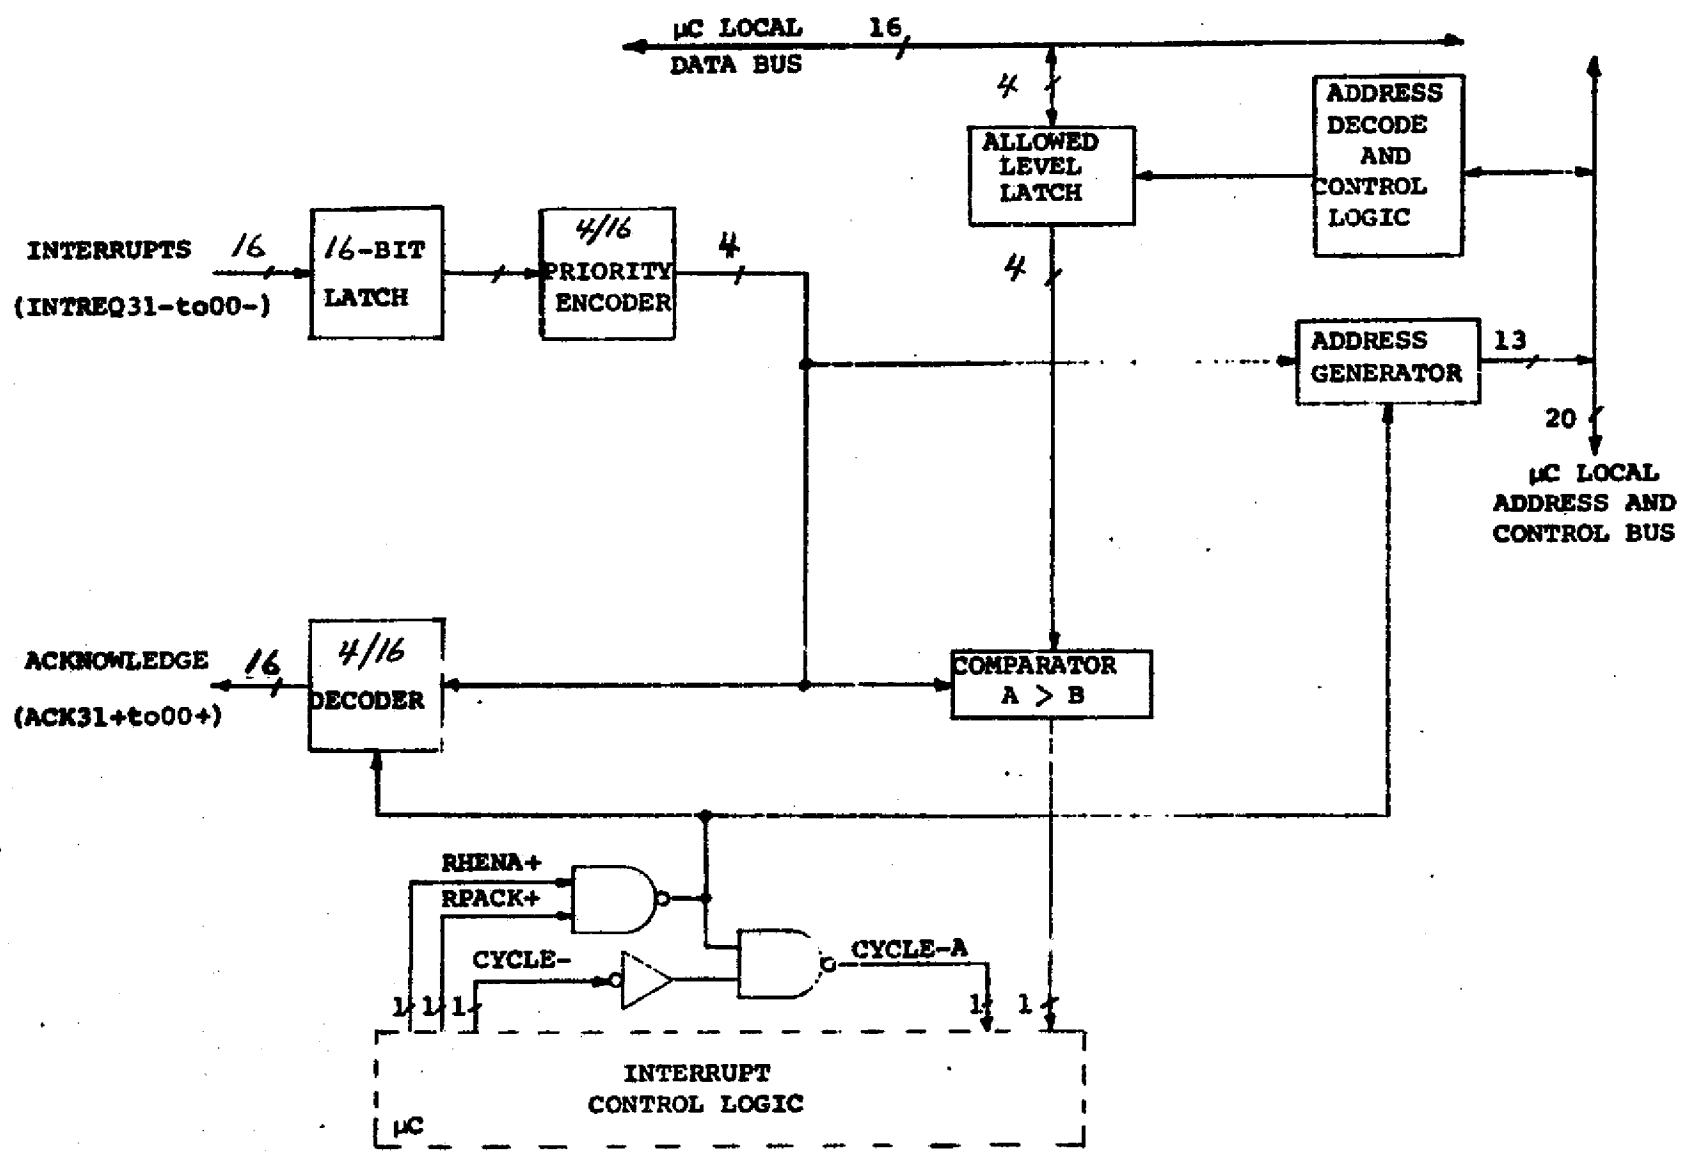 µC LOCAL 16
DATA BUS
4
ALLOWED
LEVEL
LATCH
ADDRESS
DECODE
AND
CONTROL
LOGIC
INTERRUPTS 16
(INTREQ31-to00-)
16-BIT
LATCH
4/16
PRIORITY
ENCODER
4
4
ADDRESS
GENERATOR
13
20
µC LOCAL
ADDRESS AND
CONTROL BUS
ACKNOWLEDGE 16
(ACK31+to00+)
4/16
DECODER
COMPARATOR
A > B
RHENA+
RPACK+
CYCLE-
CYCLE-A
1 1 1 1 1
INTERRUPT
CONTROL LOGIC
µC